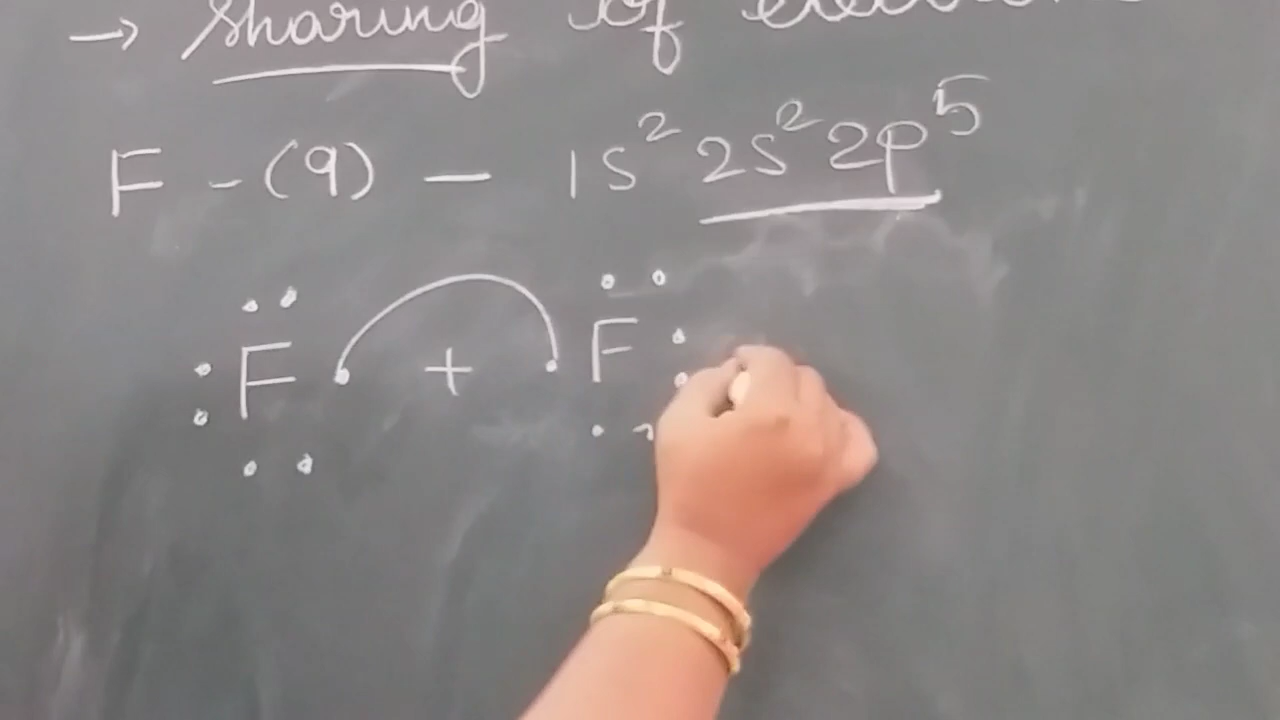 → sharing of
F - (9) — 1s² 2s² 2p⁵
F + F